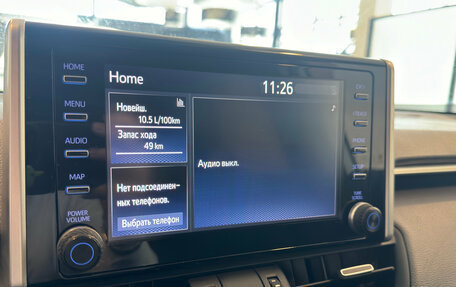 HOME
MENU
AUDIO
MAP
POWER
VOLUME
Home
11:26
Новейш.
10.5 L/100km
Запас хода
49 km
Нет подсоединен-
ных телефонов.
Выбрать телефон
Аудио выкл.
PHONE
SETUP
TUNE
SCROLL